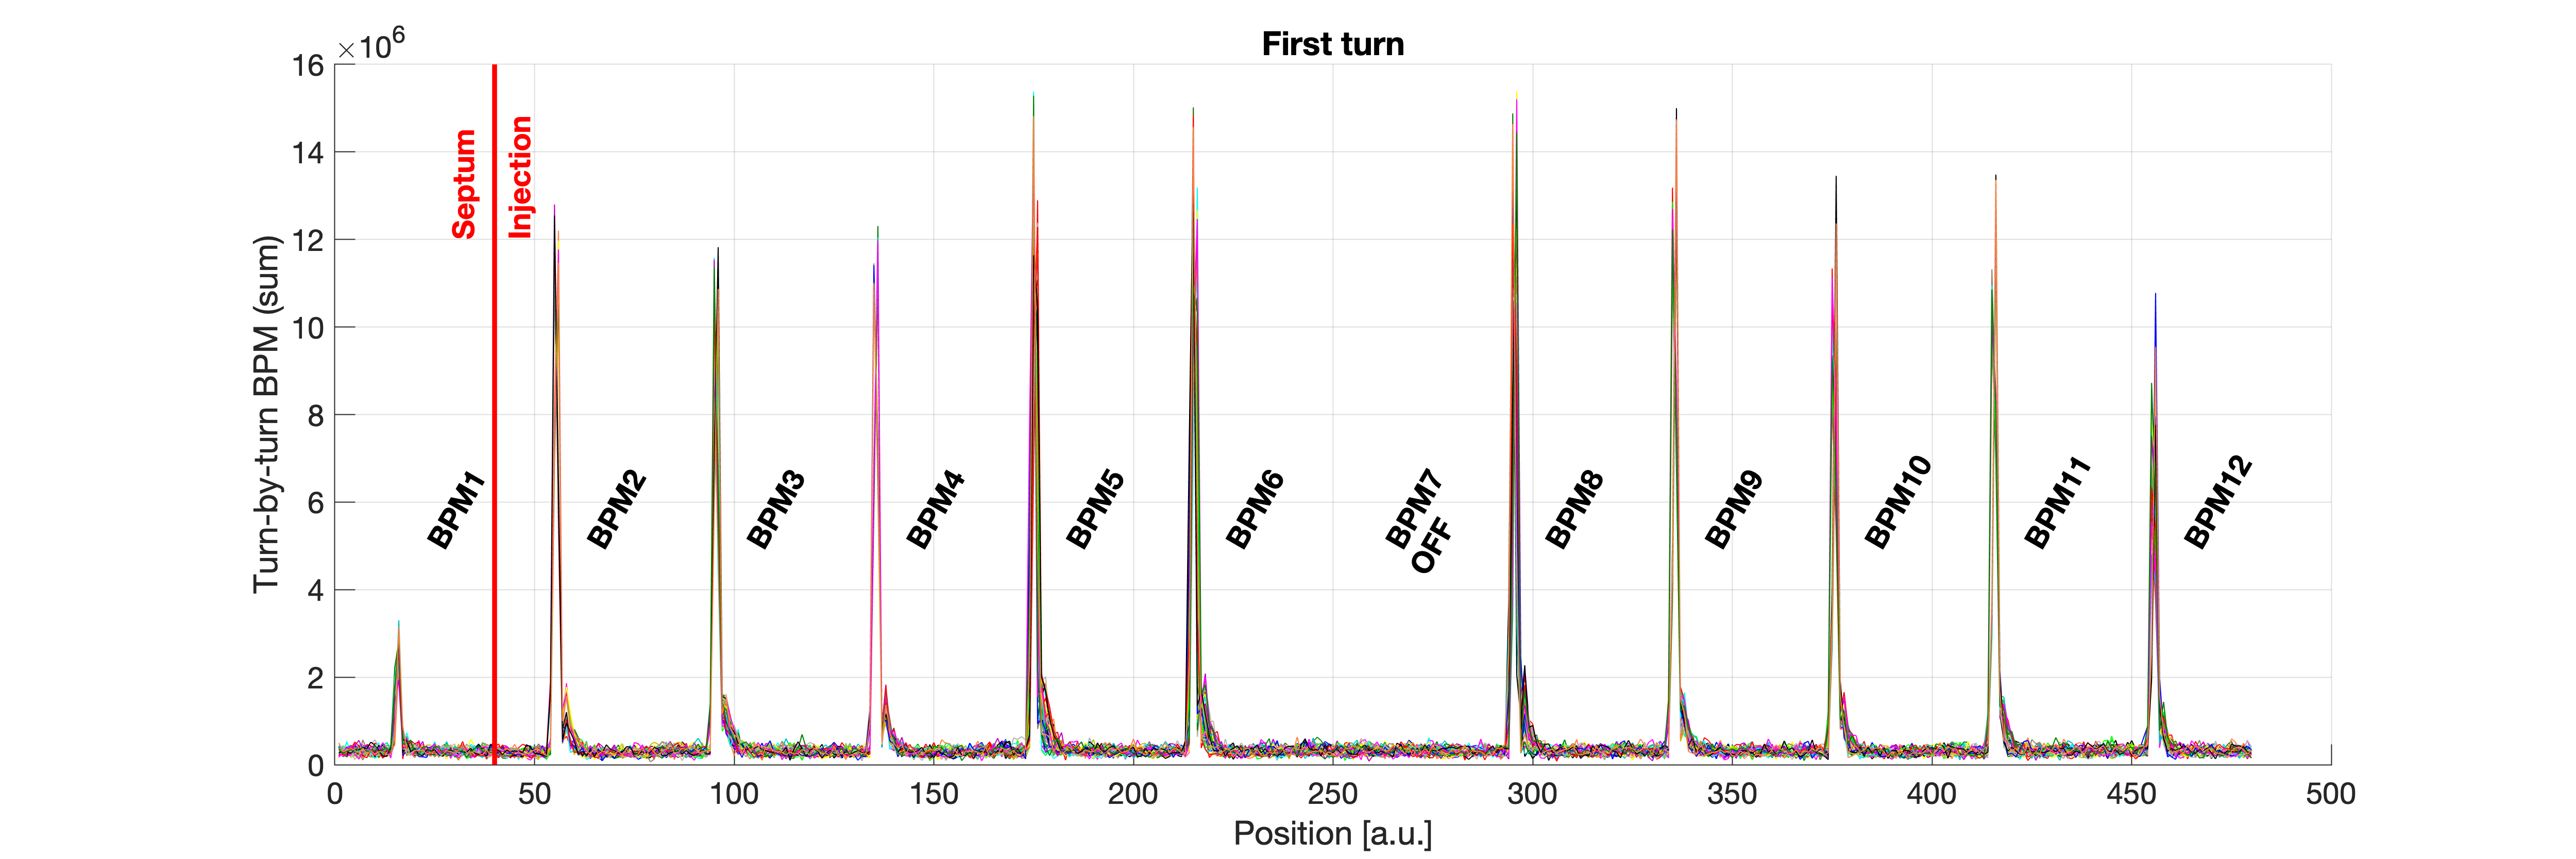 First turn
×10⁶
16
14
12
10
8
6
4
2
0
Turn-by-turn BPM (sum)
Septum
Injection
BPM1
BPM2
BPM3
BPM4
BPM5
BPM6
BPM7
OFF
BPM8
BPM9
BPM10
BPM11
BPM12
0 50 100 150 200 250 300 350 400 450 500
Position [a.u.]